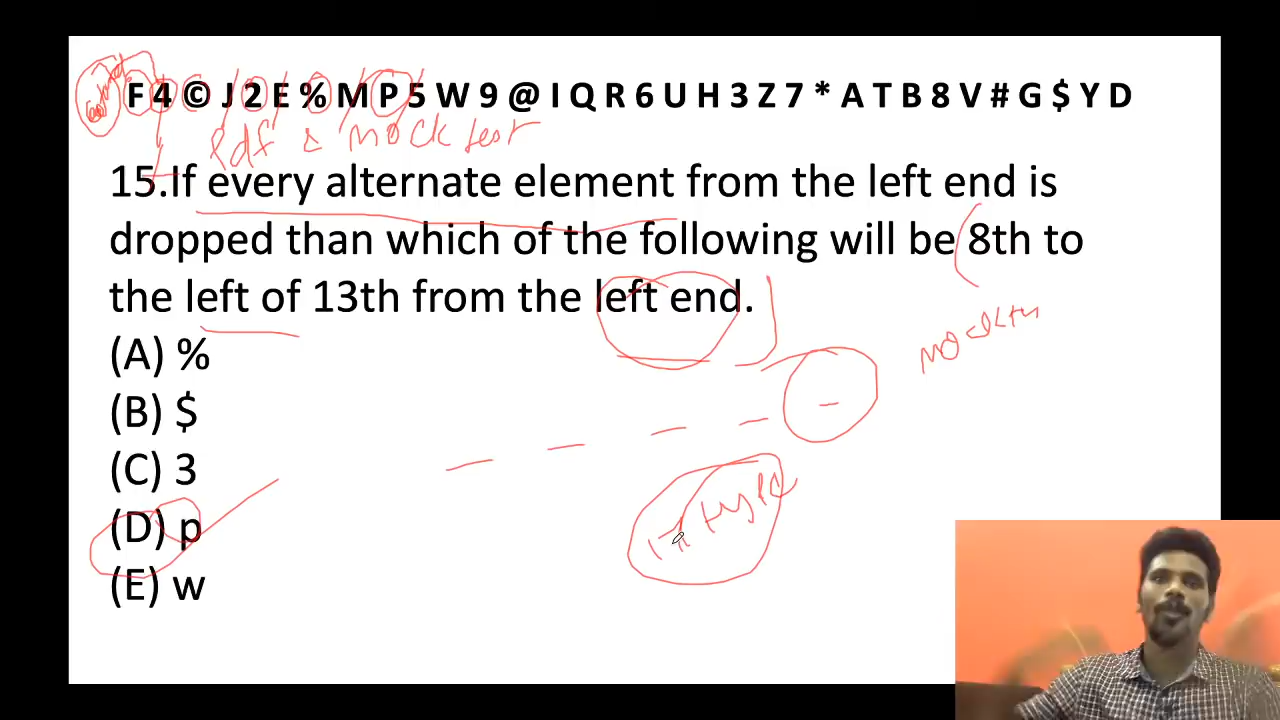 F 4 © J 2 E % M P 5 W 9 @ I Q R 6 U H 3 Z 7 * A T B 8 V # G $ Y D
pdf & mock test
15.If every alternate element from the left end is
dropped than which of the following will be 8th to
the left of 13th from the left end.
(A) %
(B) $
(C) 3
(D) p
(E) w
type